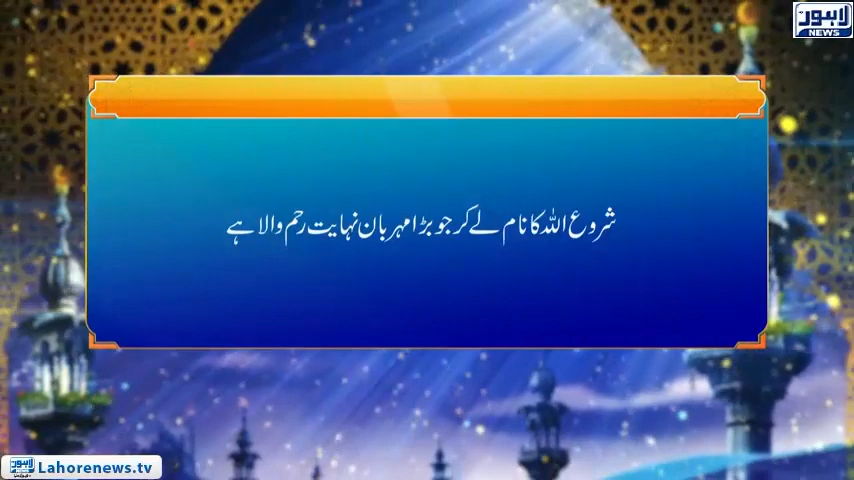 لاہور
NEWS
شروع اللہ کا نام لے کر جو بڑا مہربان نہایت رحم والا ہے
لاہور Lahorenews.tv